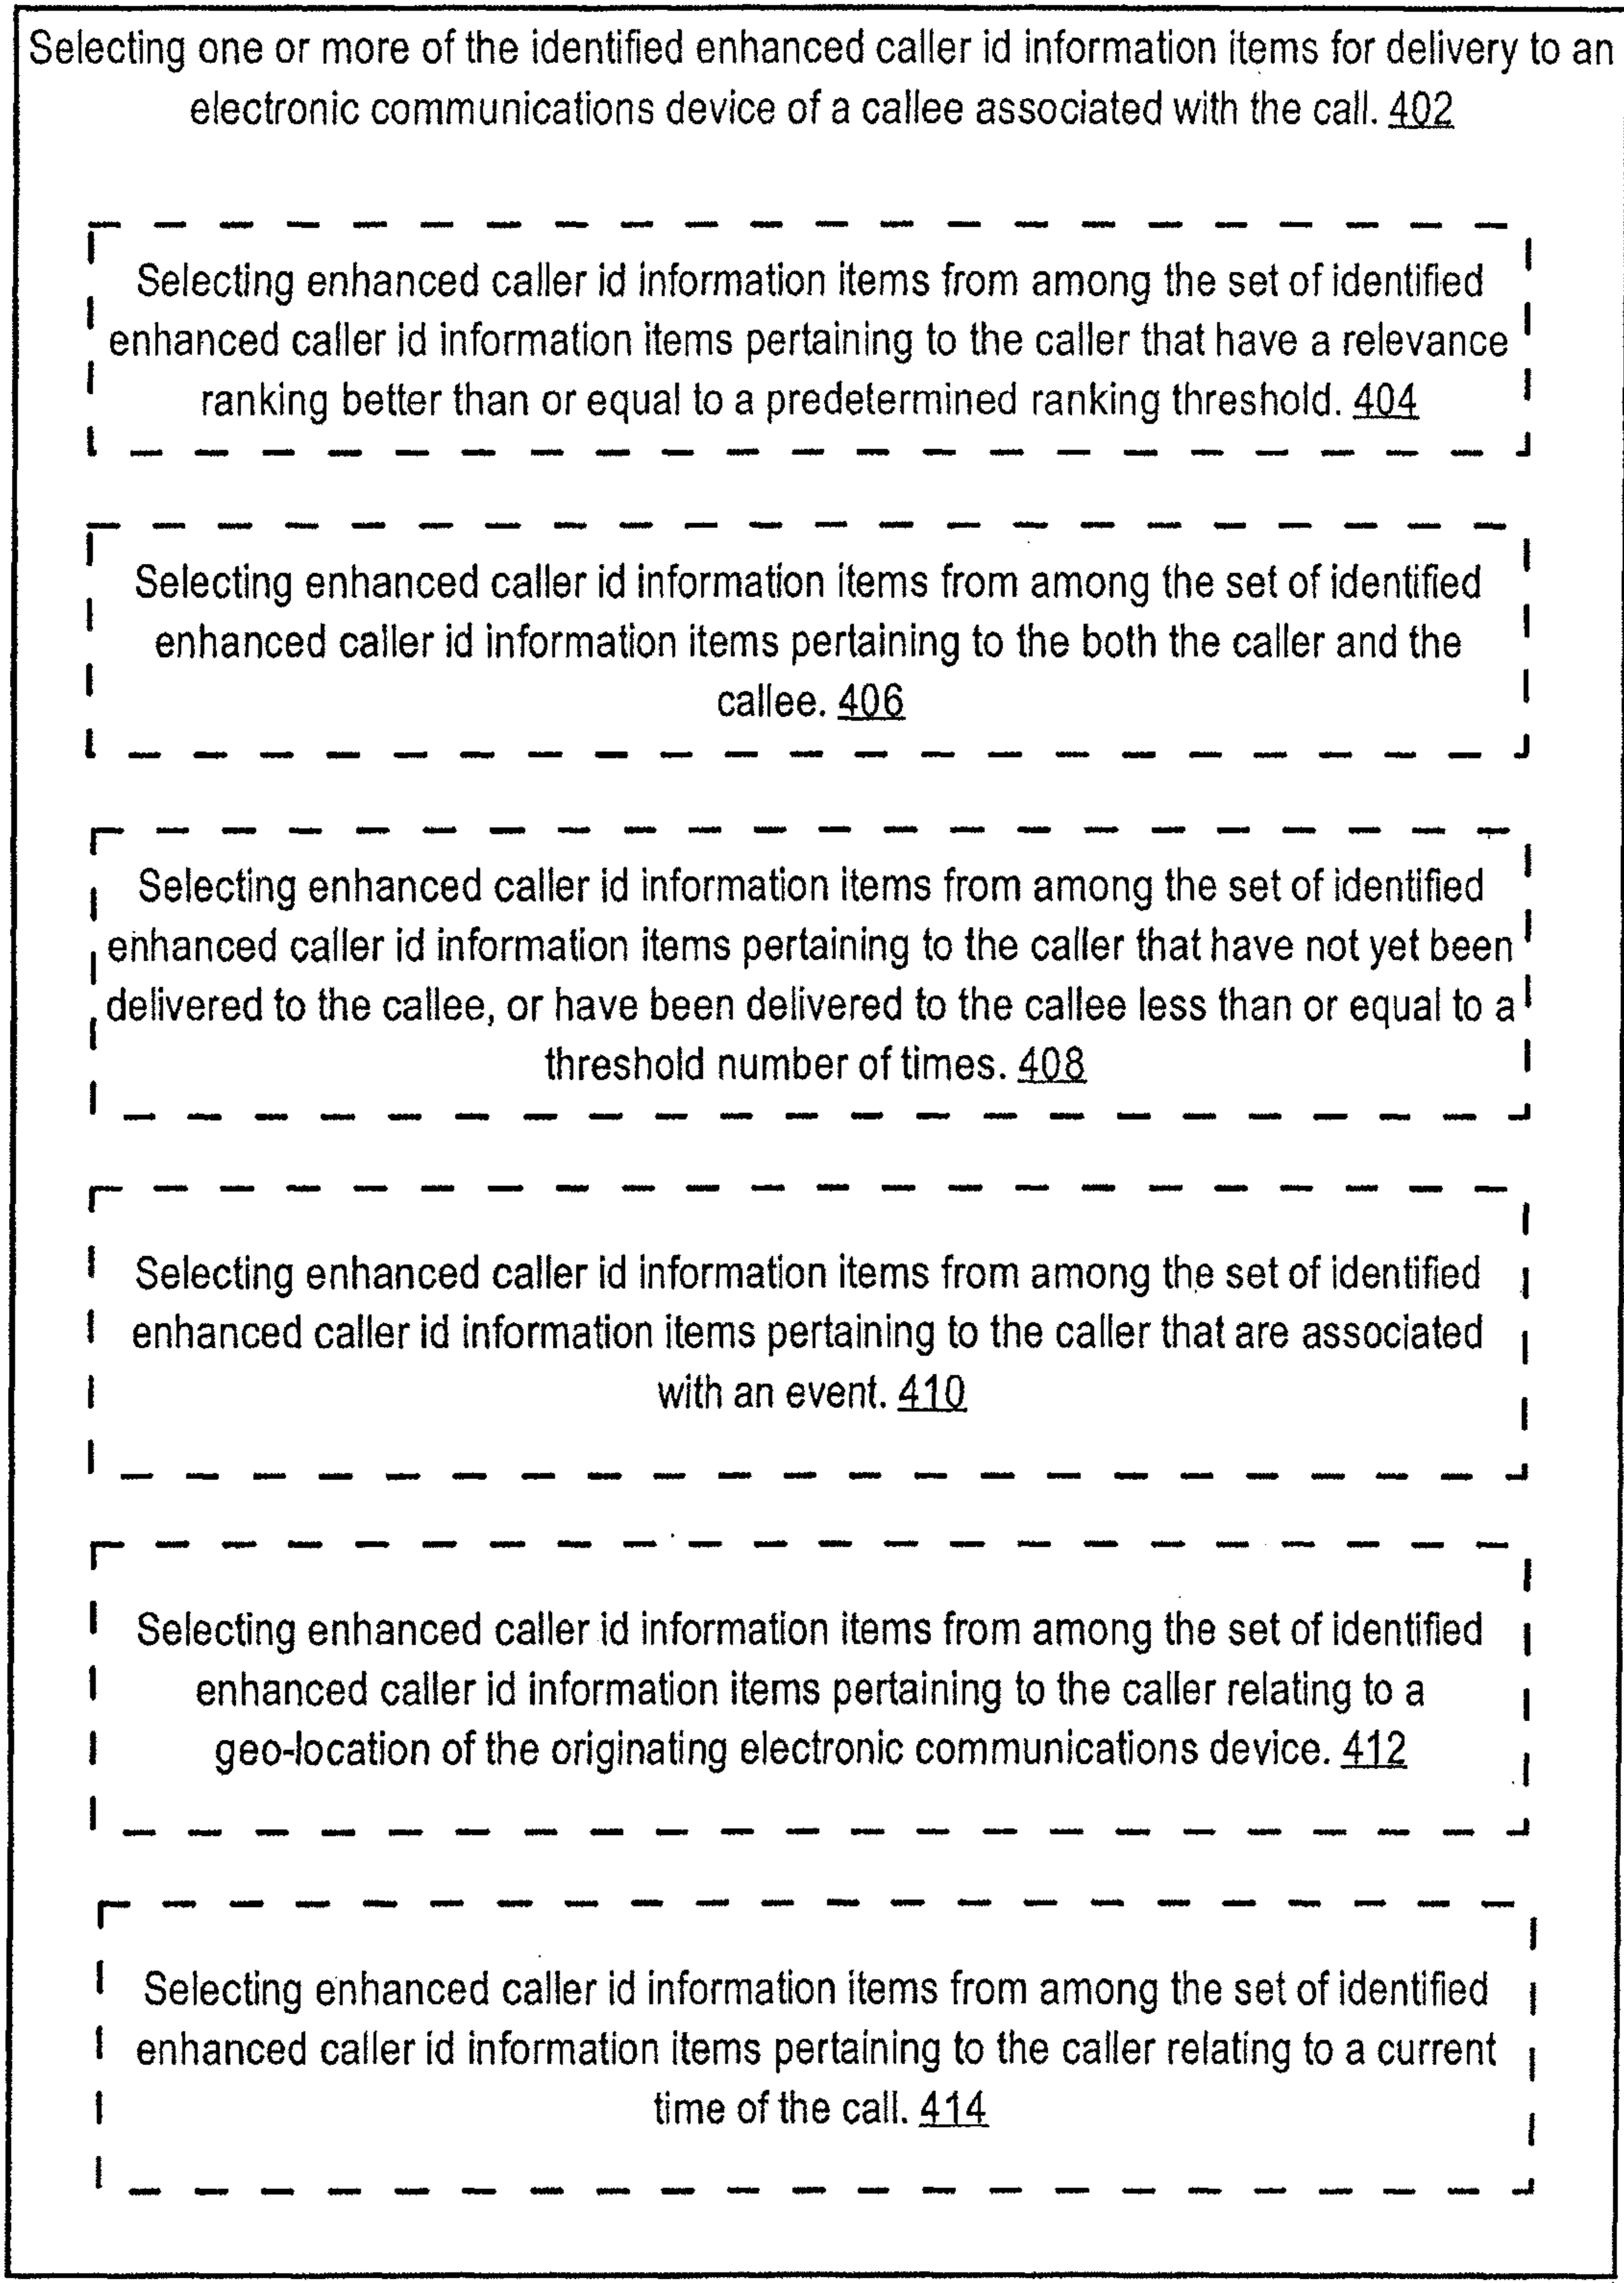 Selecting one or more of the identified enhanced caller id information items for delivery to an
electronic communications device of a callee associated with the call. 402
Selecting enhanced caller id information items from among the set of identified
enhanced caller id information items pertaining to the caller that have a relevance
ranking better than or equal to a predetermined ranking threshold. 404
Selecting enhanced caller id information items from among the set of identified
enhanced caller id information items pertaining to the both the caller and the
callee. 406
Selecting enhanced caller id information items from among the set of identified
enhanced caller id information items pertaining to the caller that have not yet been
delivered to the callee, or have been delivered to the callee less than or equal to a
threshold number of times. 408
Selecting enhanced caller id information items from among the set of identified
enhanced caller id information items pertaining to the caller that are associated
with an event. 410
Selecting enhanced caller id information items from among the set of identified
enhanced caller id information items pertaining to the caller relating to a
geo-location of the originating electronic communications device. 412
Selecting enhanced caller id information items from among the set of identified
enhanced caller id information items pertaining to the caller relating to a current
time of the call. 414